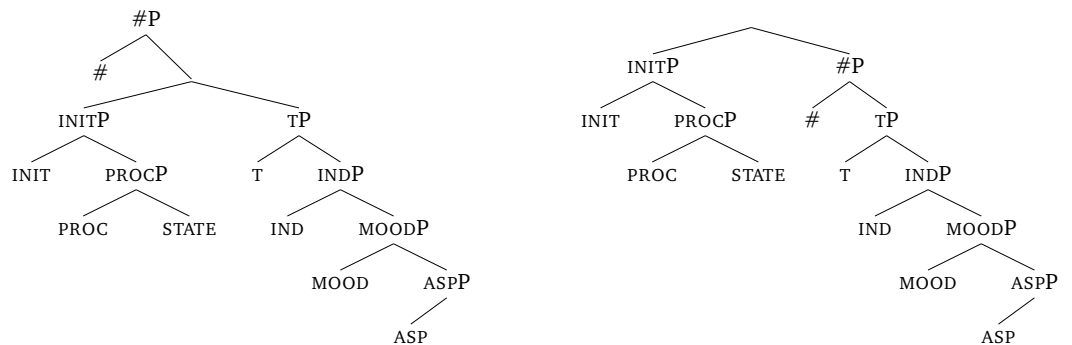 #P
#
INITP TP
INIT PROCP T INDP
PROC STATE IND MOODP
MOOD ASPP
ASP
INITP #P
INIT PROCP # TP
PROC STATE T INDP
IND MOODP
MOOD ASPP
ASP